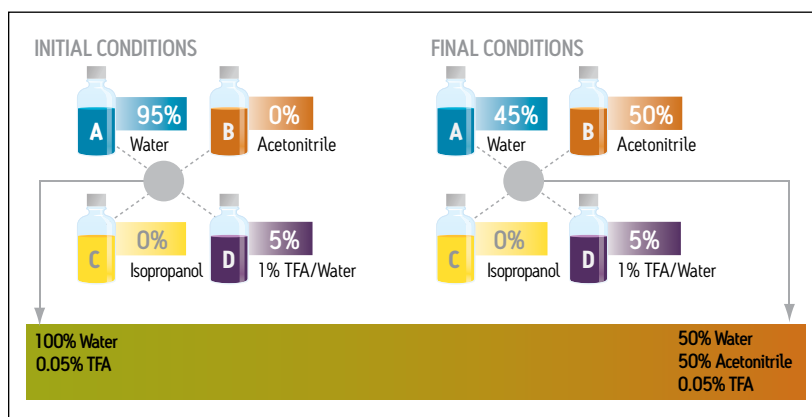 INITIAL CONDITIONS
A
95%
Water
B
0%
Acetonitrile
C
0%
Isopropanol
D
5%
1% TFA/Water
FINAL CONDITIONS
A
45%
Water
B
50%
Acetonitrile
C
0%
Isopropanol
D
5%
1% TFA/Water
100% Water
0.05% TFA
50% Water
50% Acetonitrile
0.05% TFA